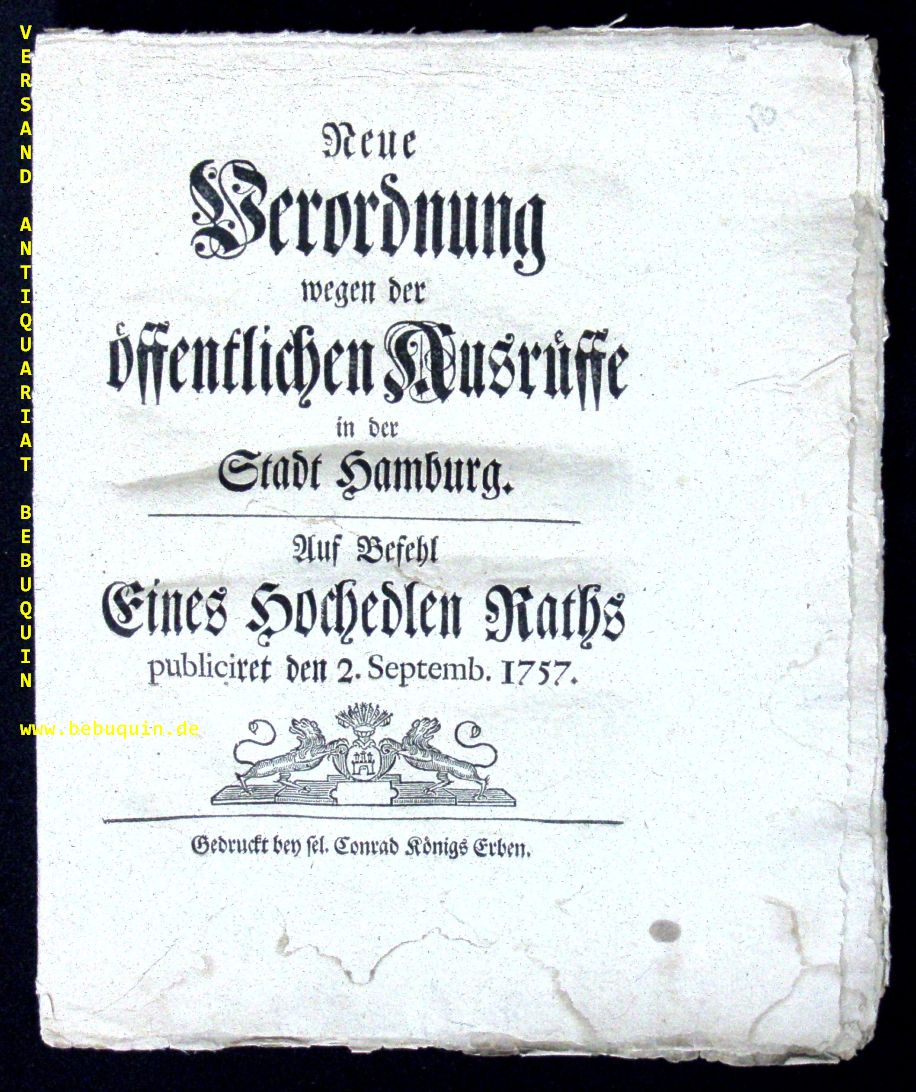 Neue
Verordnung
wegen der
öffentlichen Ausrüffe
in der
Stadt Hamburg.
Auf Befehl
Eines Hochedlen Raths
publiciret den 2. Septemb. 1757.
Gedruckt bey sel. Conrad Königs Erben.
VERSAND ANTIQUARIAT BEBUQUIN
www.bebuquin.de